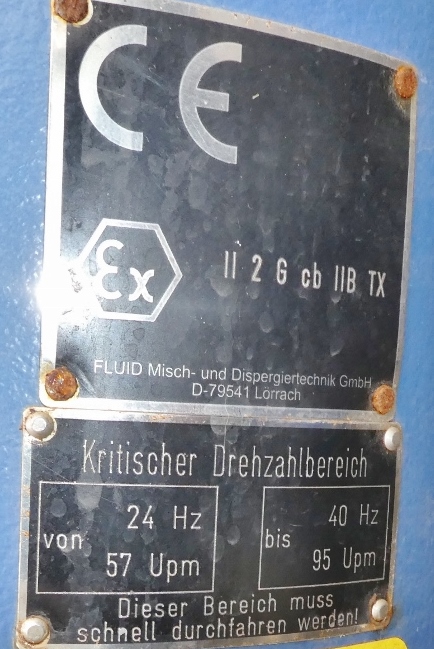 CE
Ex II 2 G cb IIB TX
FLUID Misch- und Dispergiertechnik GmbH
D-79541 Lörrach
Kritischer Drehzahlbereich
von 24 Hz
57 Upm
bis 40 Hz
95 Upm
Dieser Bereich muss
schnell durchfahren werden!